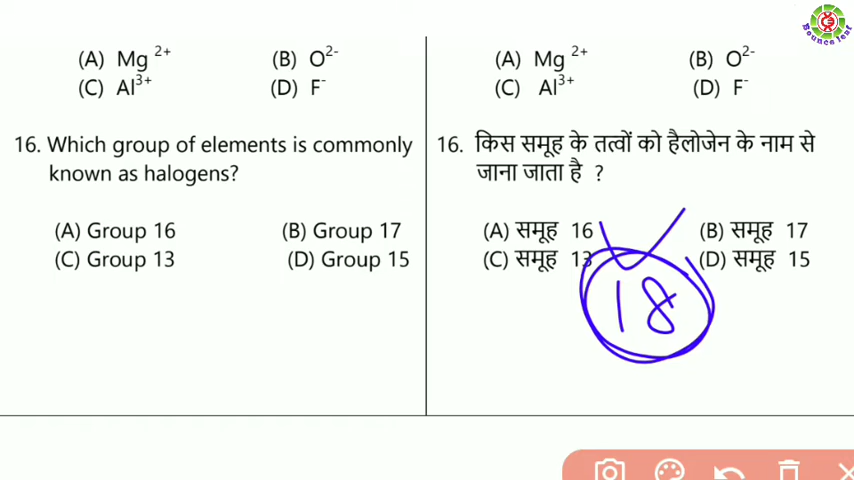 Bounce leaf
(A) Mg 2+ (B) O2-
(C) Al3+ (D) F-
16. Which group of elements is commonly
known as halogens?
(A) Group 16 (B) Group 17
(C) Group 13 (D) Group 15
(A) Mg 2+ (B) O2-
(C) Al3+ (D) F-
16. किस समूह के तत्वों को हैलोजेन के नाम से
जाना जाता है ?
(A) समूह 16 (B) समूह 17
(C) समूह 13 (D) समूह 15
18